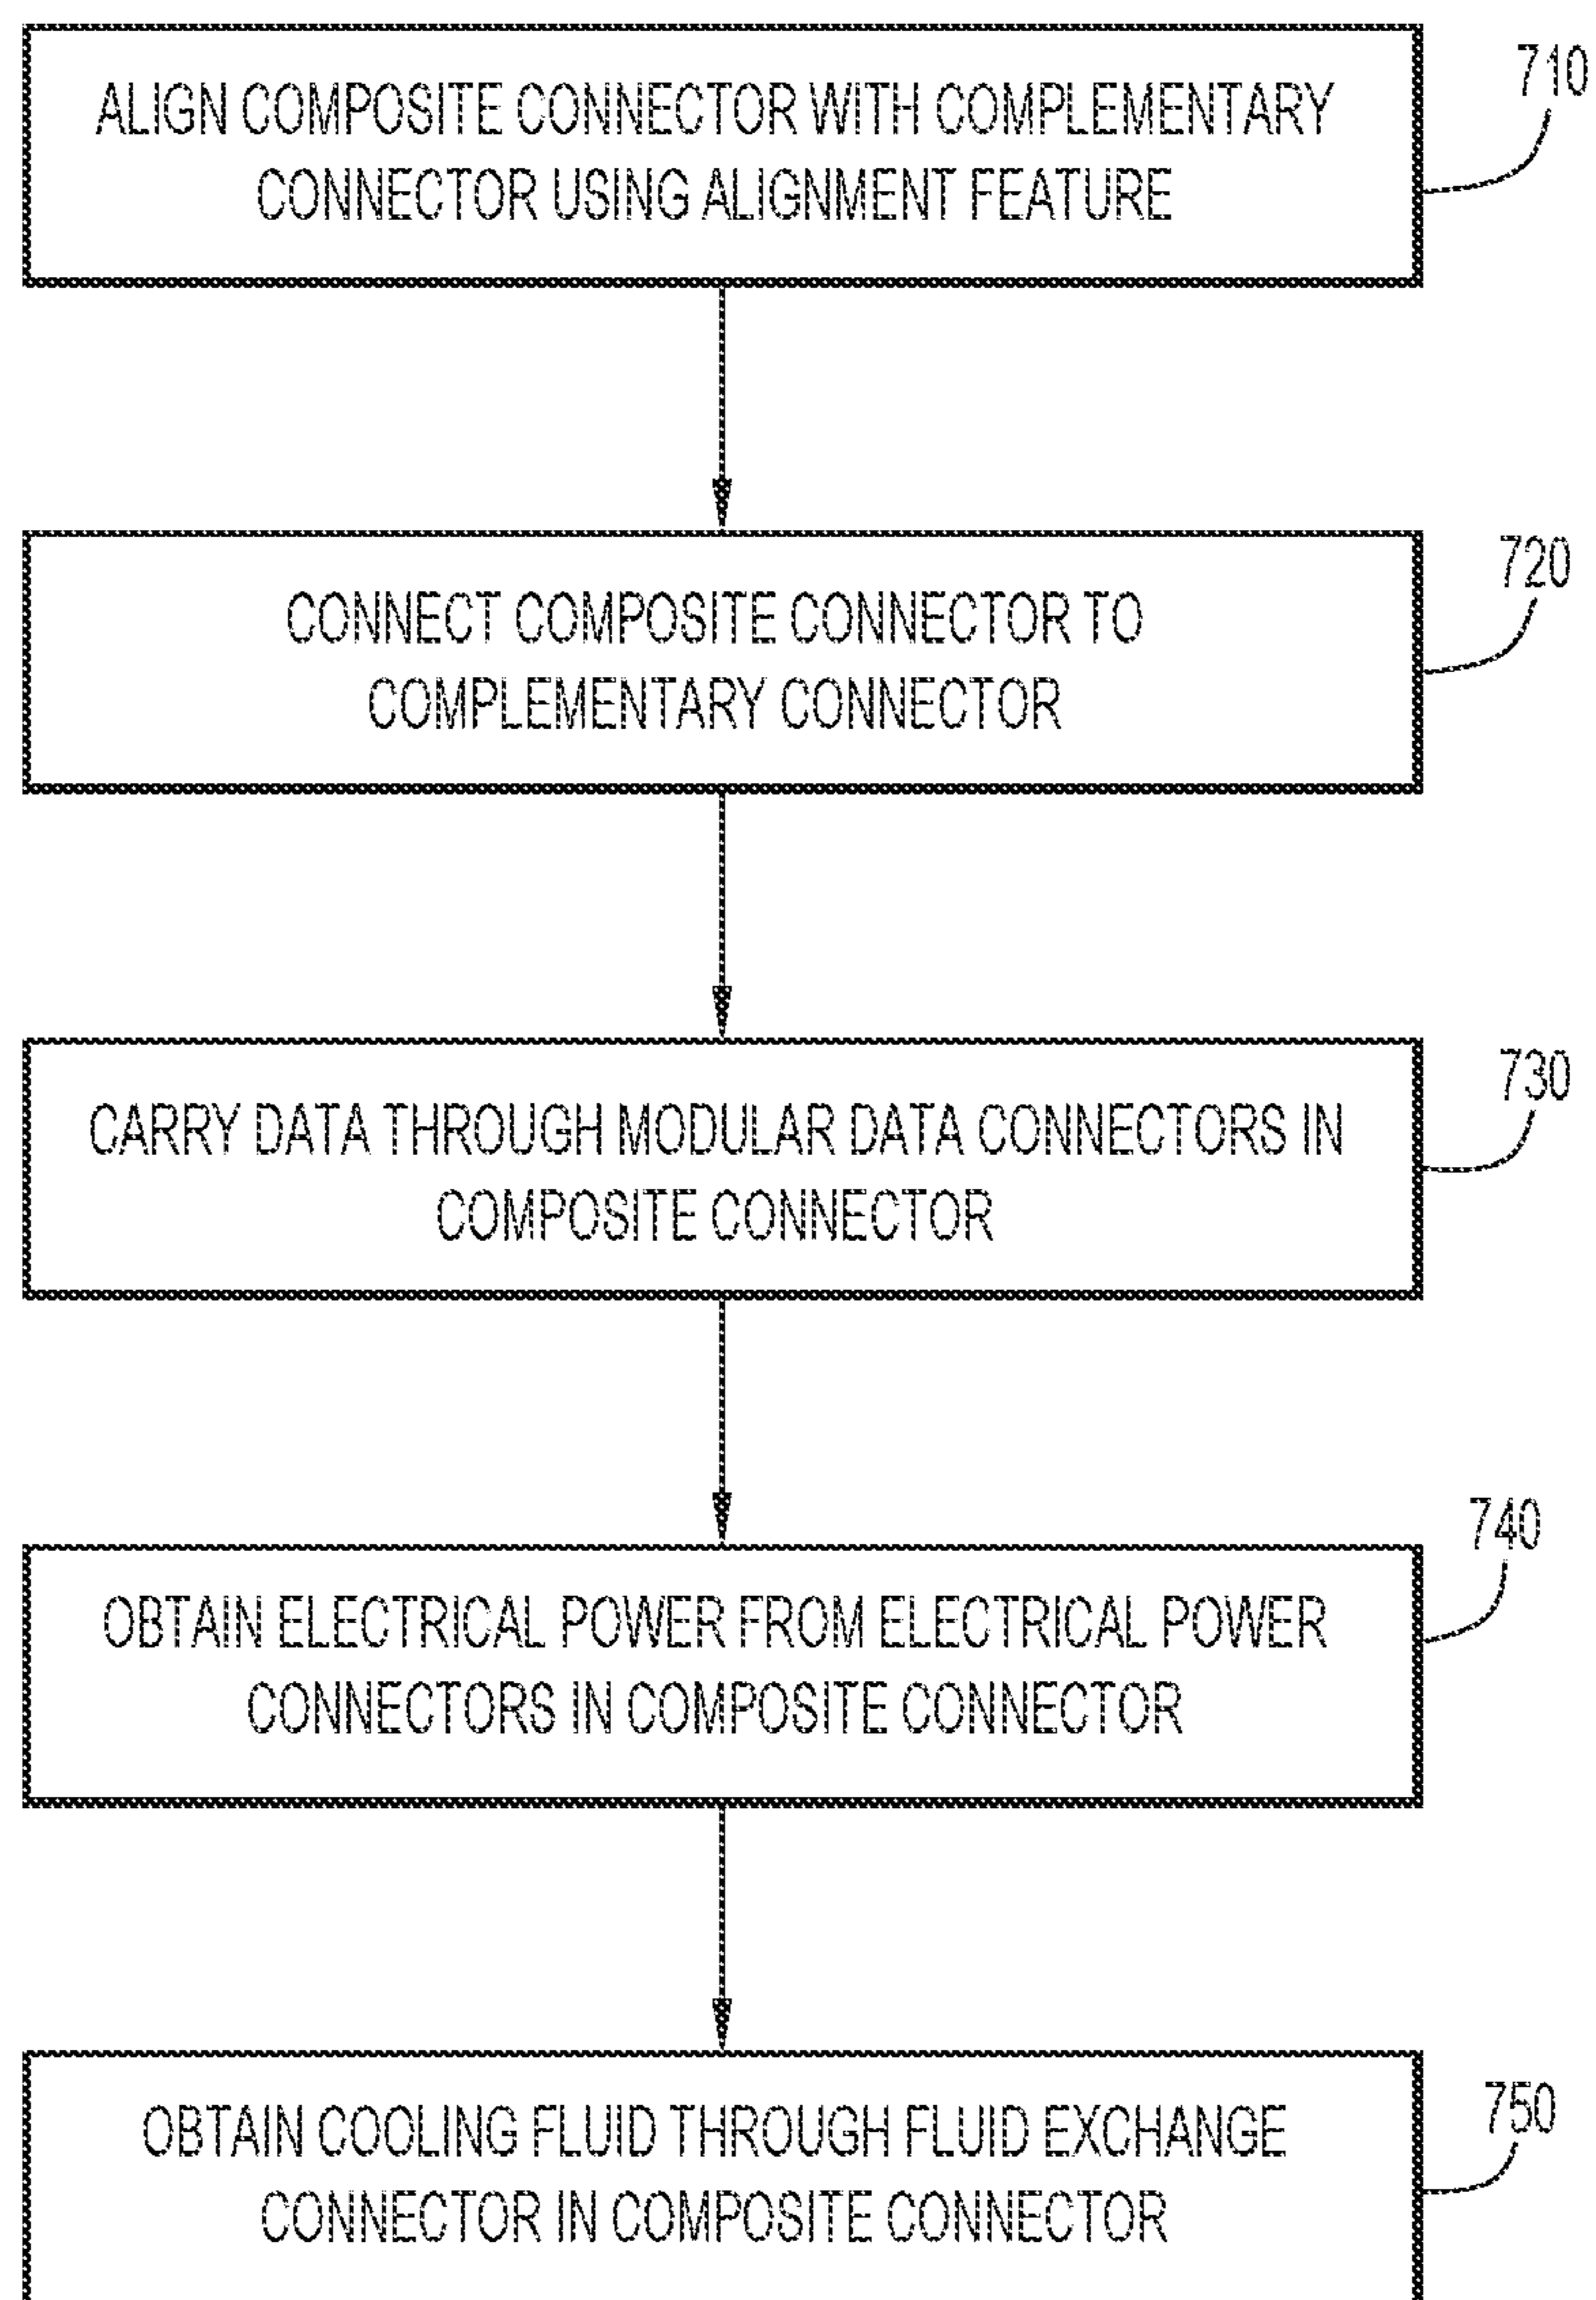 ALIGN COMPOSITE CONNECTOR WITH COMPLEMENTARY
CONNECTOR USING ALIGNMENT FEATURE
710
CONNECT COMPOSITE CONNECTOR TO
COMPLEMENTARY CONNECTOR
720
CARRY DATA THROUGH MODULAR DATA CONNECTORS IN
COMPOSITE CONNECTOR
730
OBTAIN ELECTRICAL POWER FROM ELECTRICAL POWER
CONNECTORS IN COMPOSITE CONNECTOR
740
OBTAIN COOLING FLUID THROUGH FLUID EXCHANGE
CONNECTOR IN COMPOSITE CONNECTOR
750